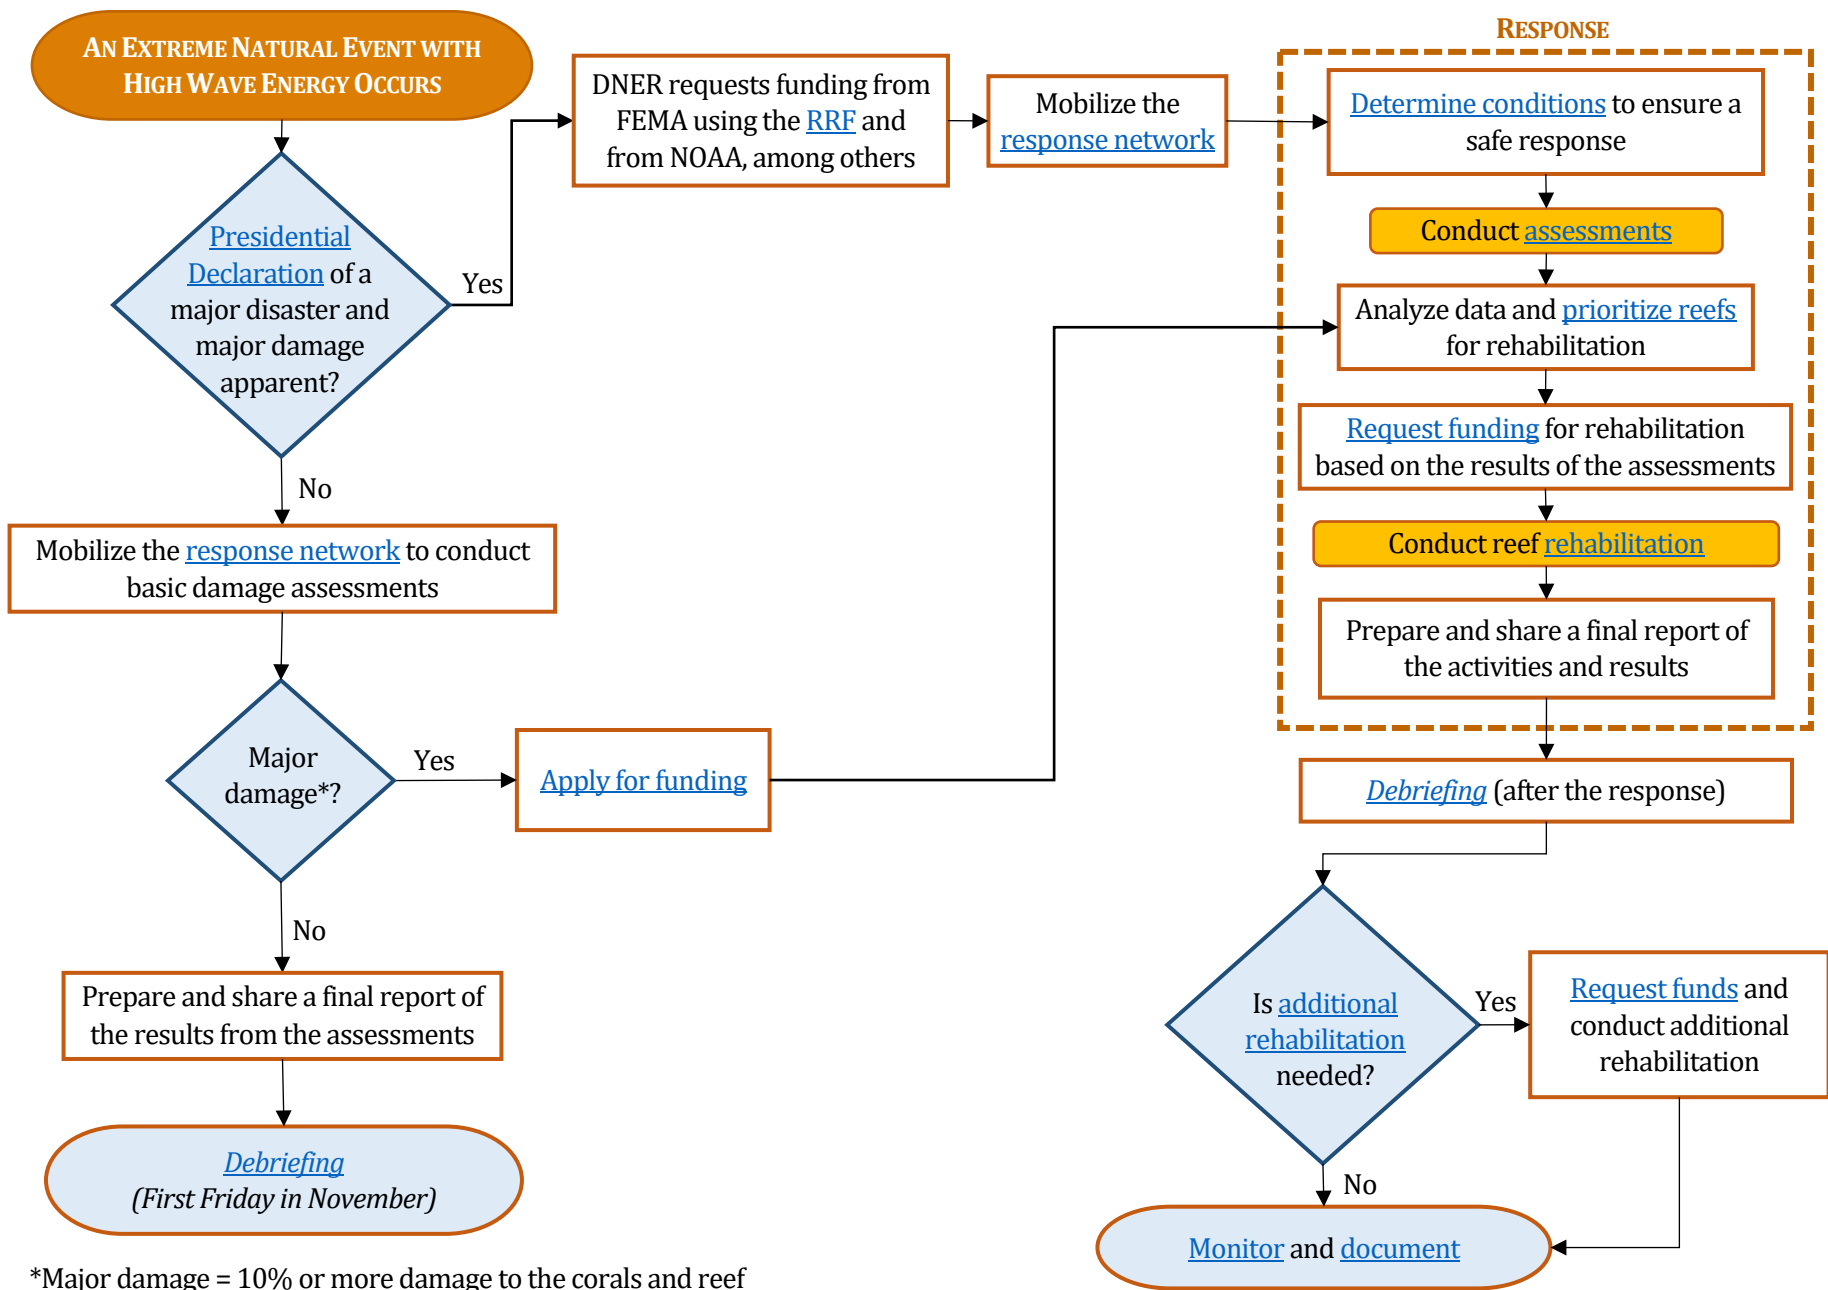 AN EXTREME NATURAL EVENT WITH
HIGH WAVE ENERGY OCCURS
Presidential
Declaration of a
major disaster and
major damage
apparent?
Yes
DNER requests funding from
FEMA using the RRF and
from NOAA, among others
Mobilize the
response network
RESPONSE
Determine conditions to ensure a
safe response
Conduct assessments
Analyze data and prioritize reefs
for rehabilitation
Request funding for rehabilitation
based on the results of the assessments
Conduct reef rehabilitation
Prepare and share a final report of
the activities and results
Debriefing (after the response)
Is additional
rehabilitation
needed?
Yes
Request funds and
conduct additional
rehabilitation
No
Monitor and document
No
Mobilize the response network to conduct
basic damage assessments
Major
damage*?
Yes
Apply for funding
No
Prepare and share a final report of
the results from the assessments
Debriefing
(First Friday in November)
*Major damage = 10% or more damage to the corals and reef